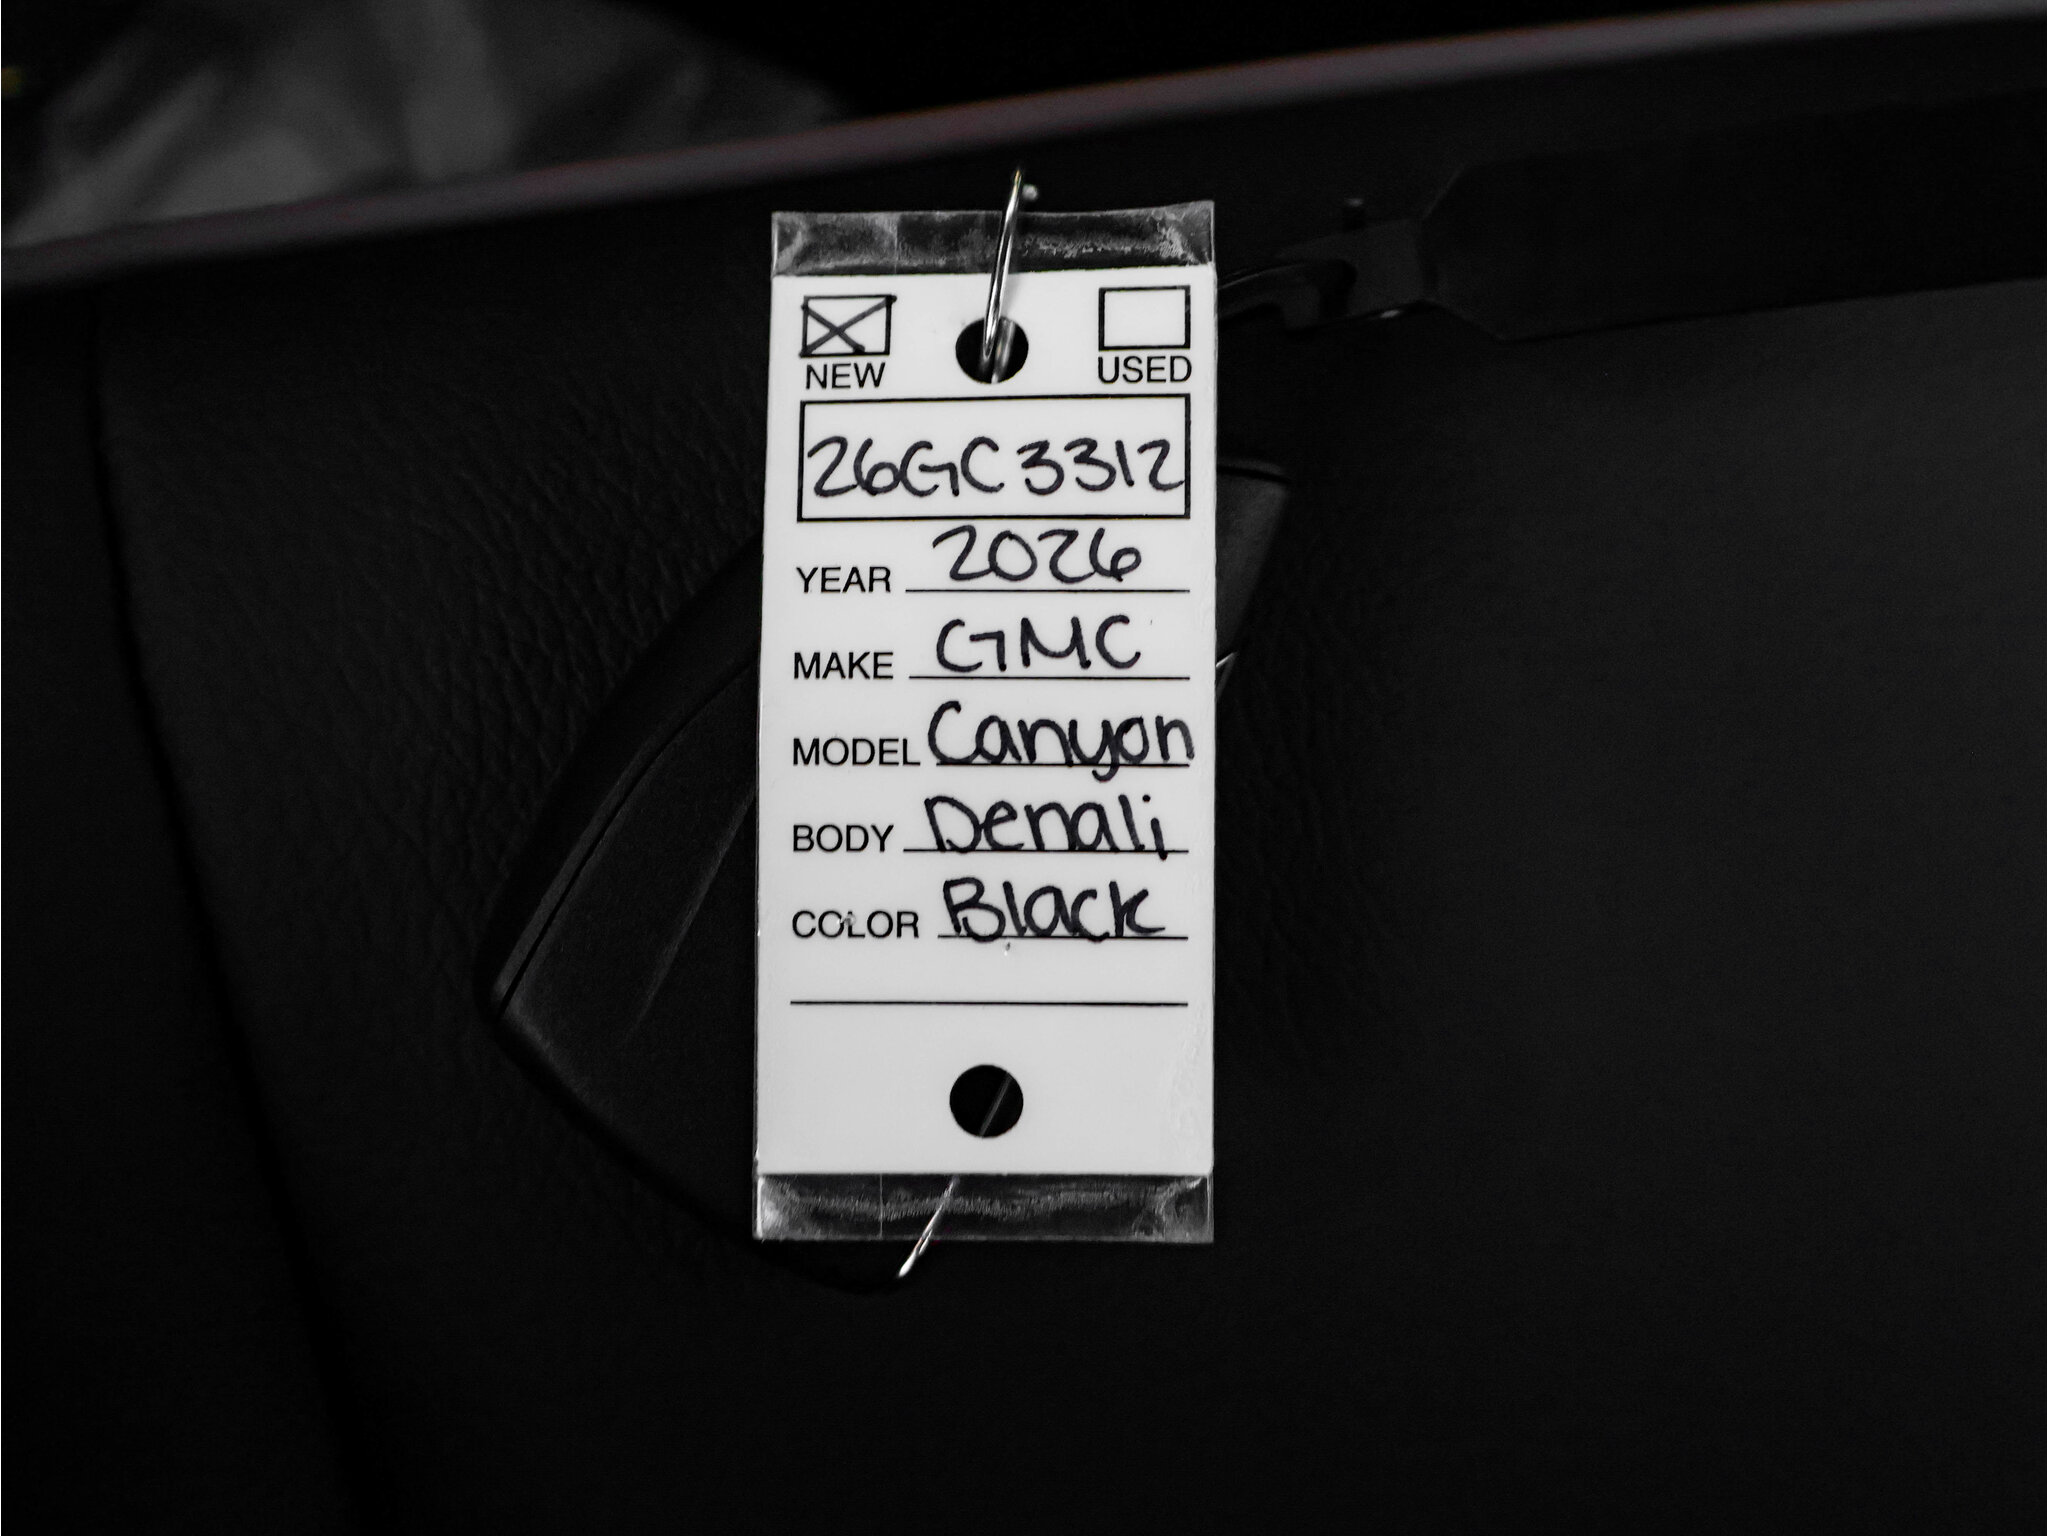 NEW USED
26GC3312
YEAR 2026
MAKE GMC
MODEL Canyon
BODY Denali
COLOR Black